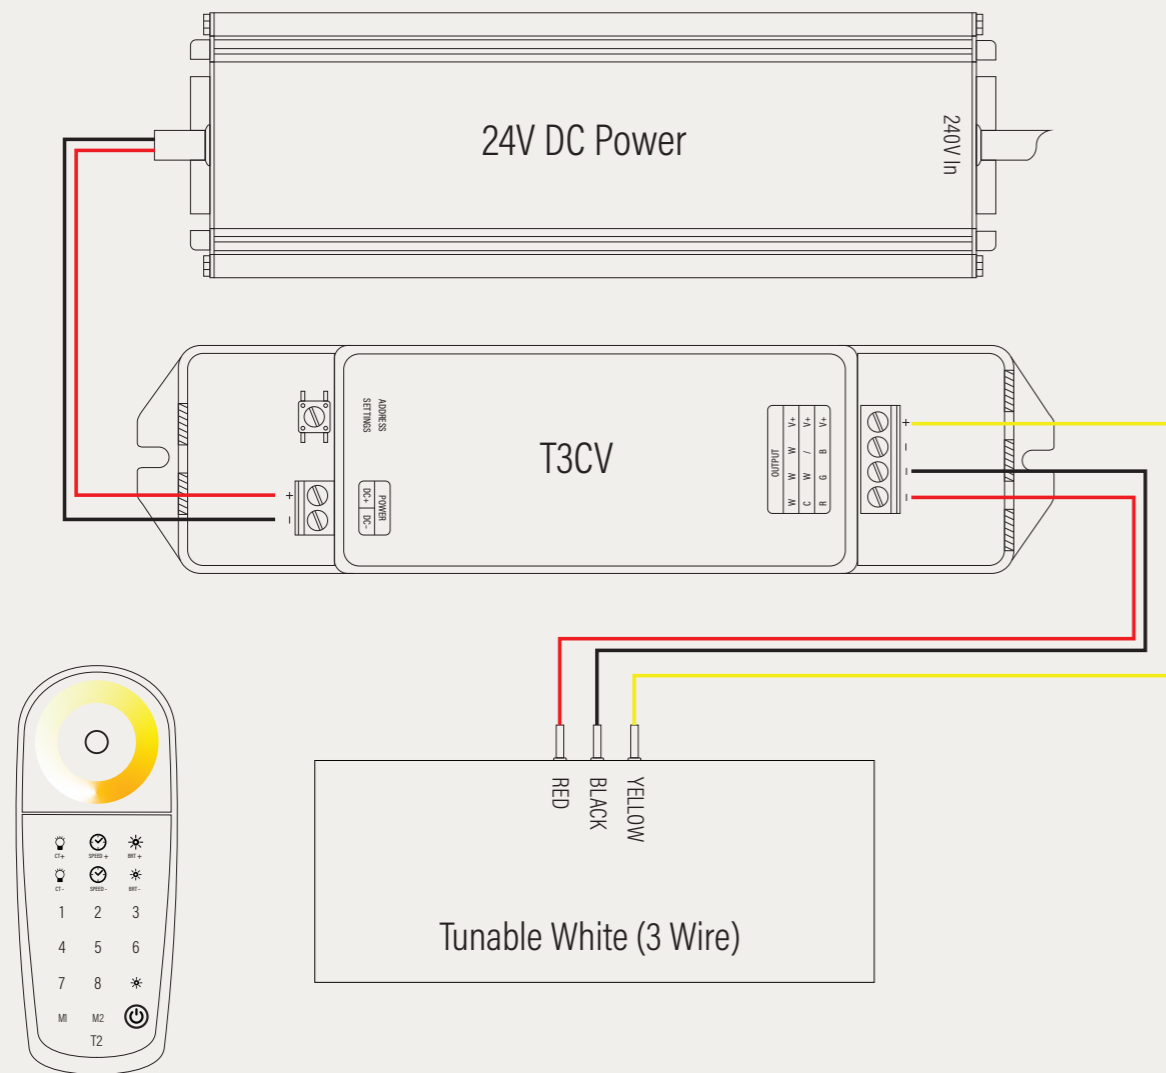 24V DC Power
240V In
ADDRESS
SETTINGS
T3CV
POWER
DC+ DC-
+
-
V+ B G R
V+ / W C
V+ W W W
OUTPUT
+
-
-
-
RED
BLACK
YELLOW
Tunable White (3 Wire)
CT+ SPEED+ BRT+
CT- SPEED- BRT-
1 2 3
4 5 6
7 8
M1 M2
T2